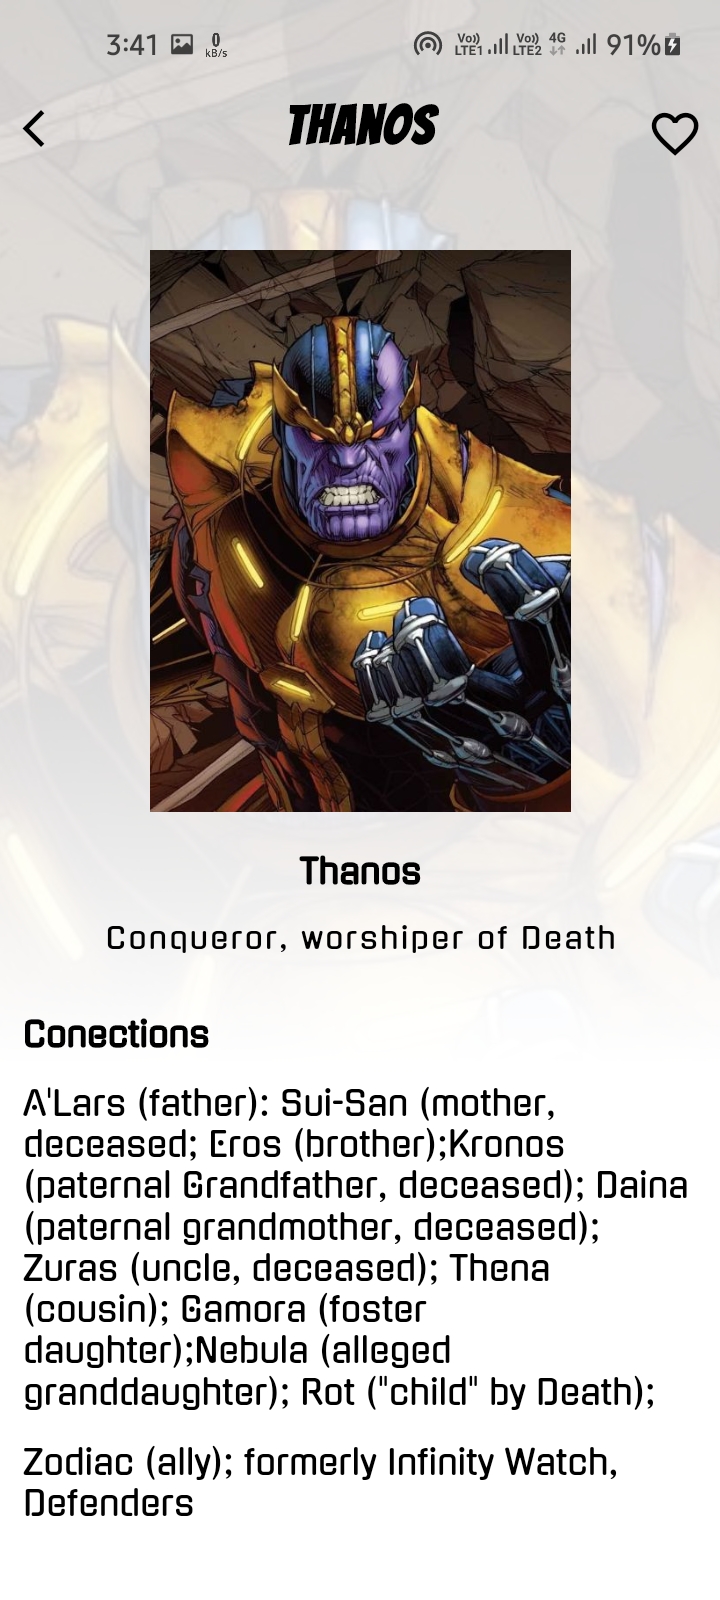 3:41 0 kB/s Vo)) LTE1 Vo)) LTE2 4G 91%
THANOS
Thanos
Conqueror, worshiper of Death
Conections
A'Lars (father): Sui-San (mother,
deceased; Eros (brother);Kronos
(paternal Grandfather, deceased); Daina
(paternal grandmother, deceased);
Zuras (uncle, deceased); Thena
(cousin); Gamora (foster
daughter);Nebula (alleged
granddaughter); Rot ("child" by Death);
Zodiac (ally); formerly Infinity Watch,
Defenders